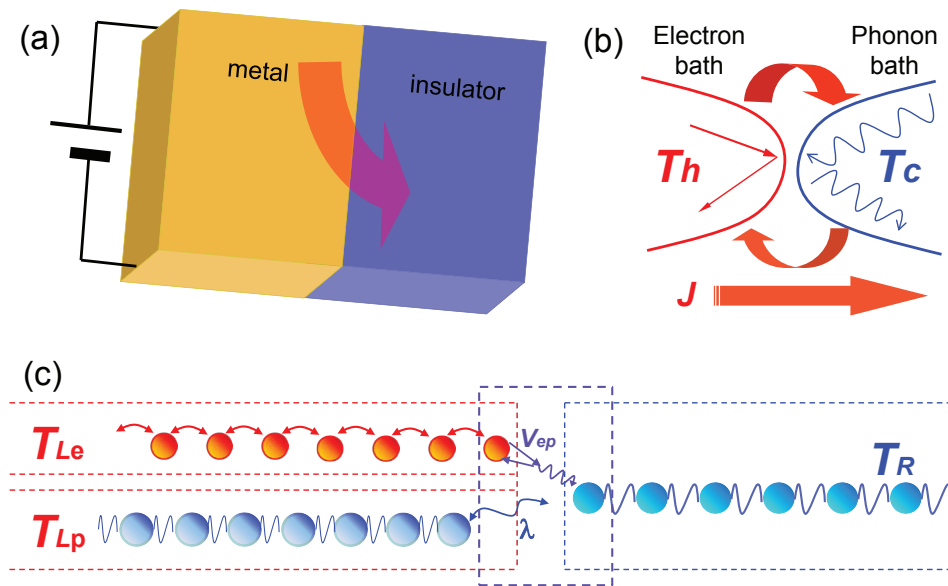 (a)
metal
insulator
(b)
Electron
bath
Phonon
bath
Th
Tc
J
(c)
TLe
Vep
TR
TLp
λ